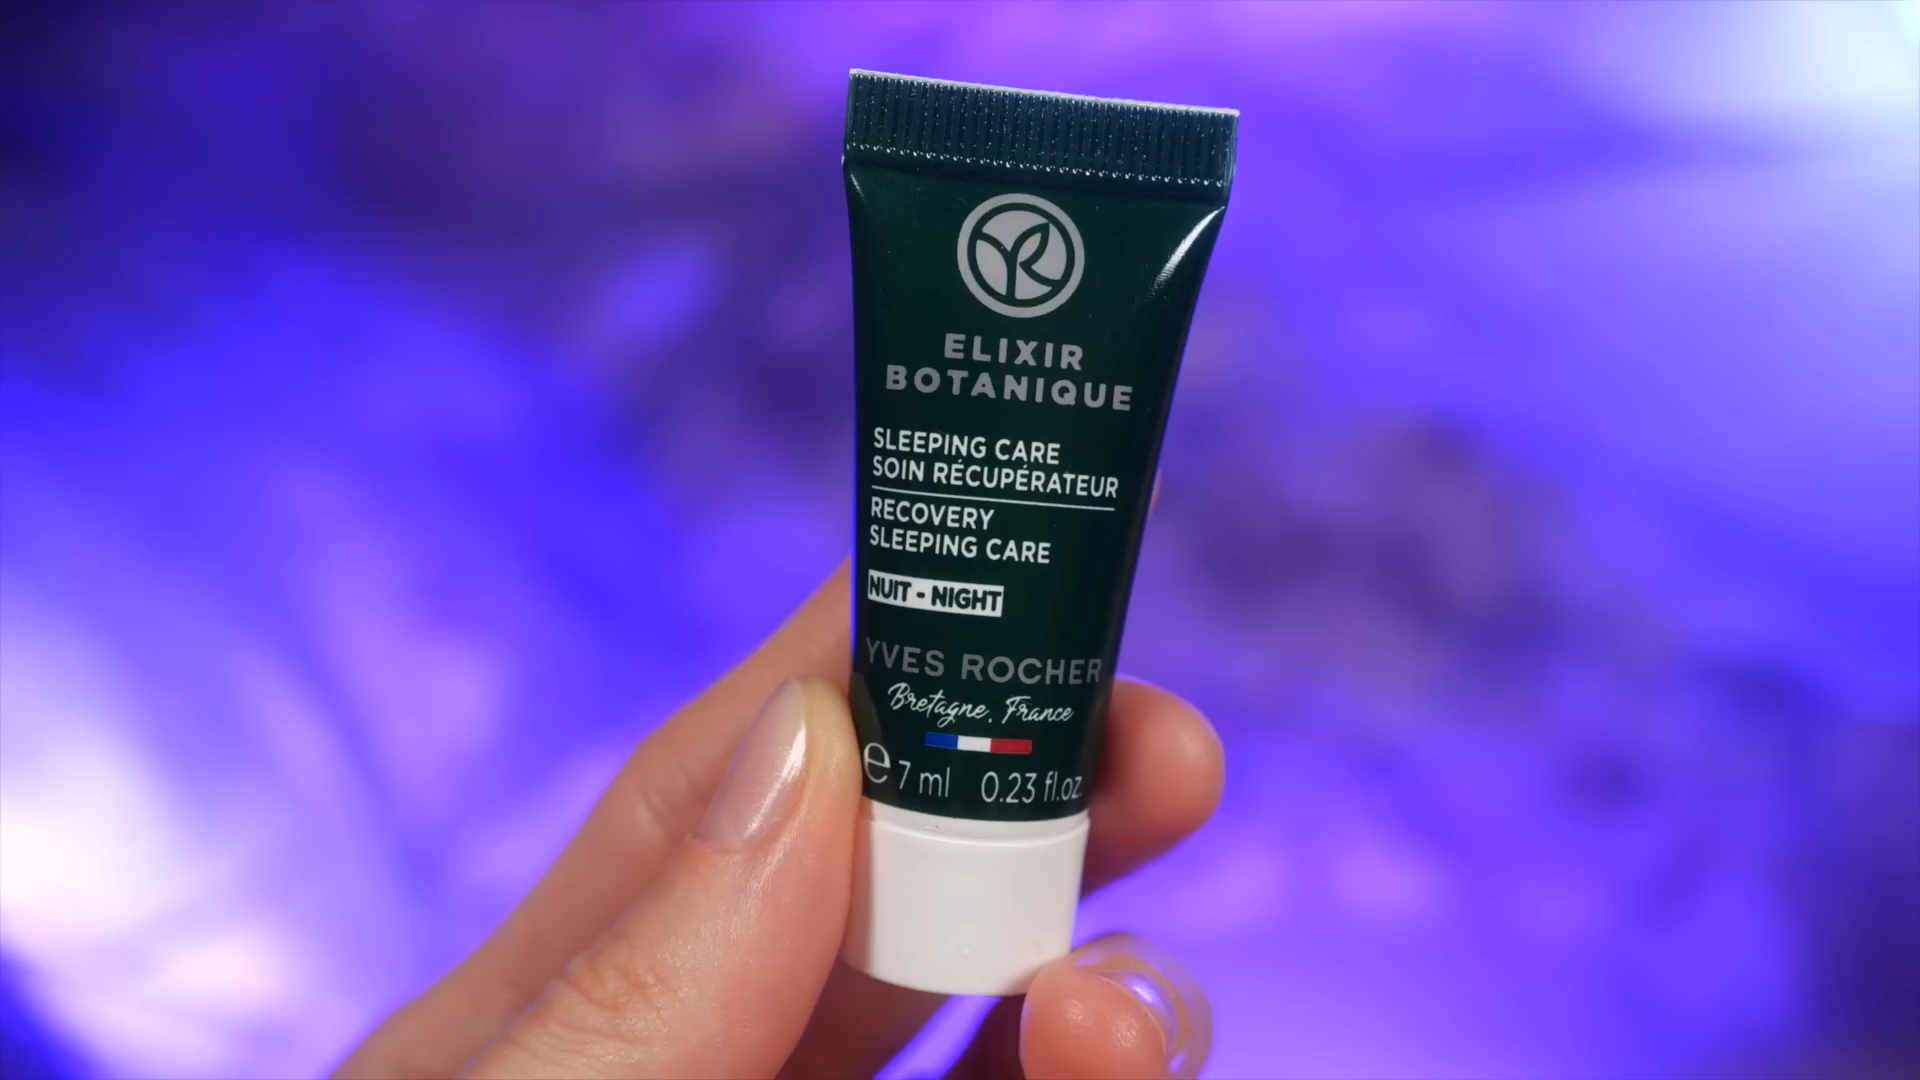 ELIXIR
BOTANIQUE
SLEEPING CARE
SOIN RÉCUPÉRATEUR
RECOVERY
SLEEPING CARE
NUIT - NIGHT
YVES ROCHER
Bretagne, France
e 7 ml 0.23 fl.oz